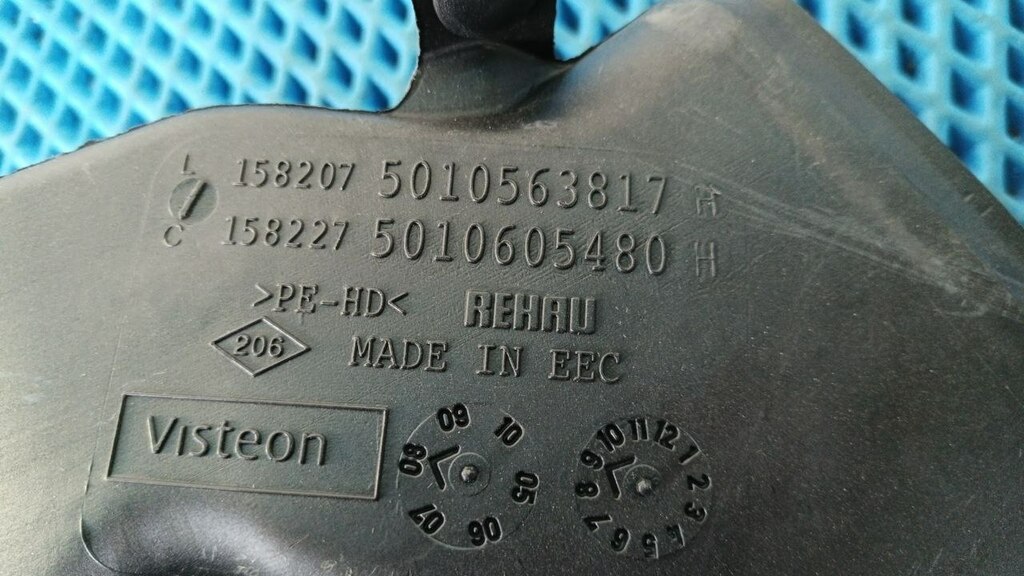 L
158207 5010563817
C 158227 5010605480 H
>PE-HD< REHAU
206 MADE IN EEC
Visteon
05 06 07 08 09 10
1 2 3 4 5 6 7 8 9 10 11 12